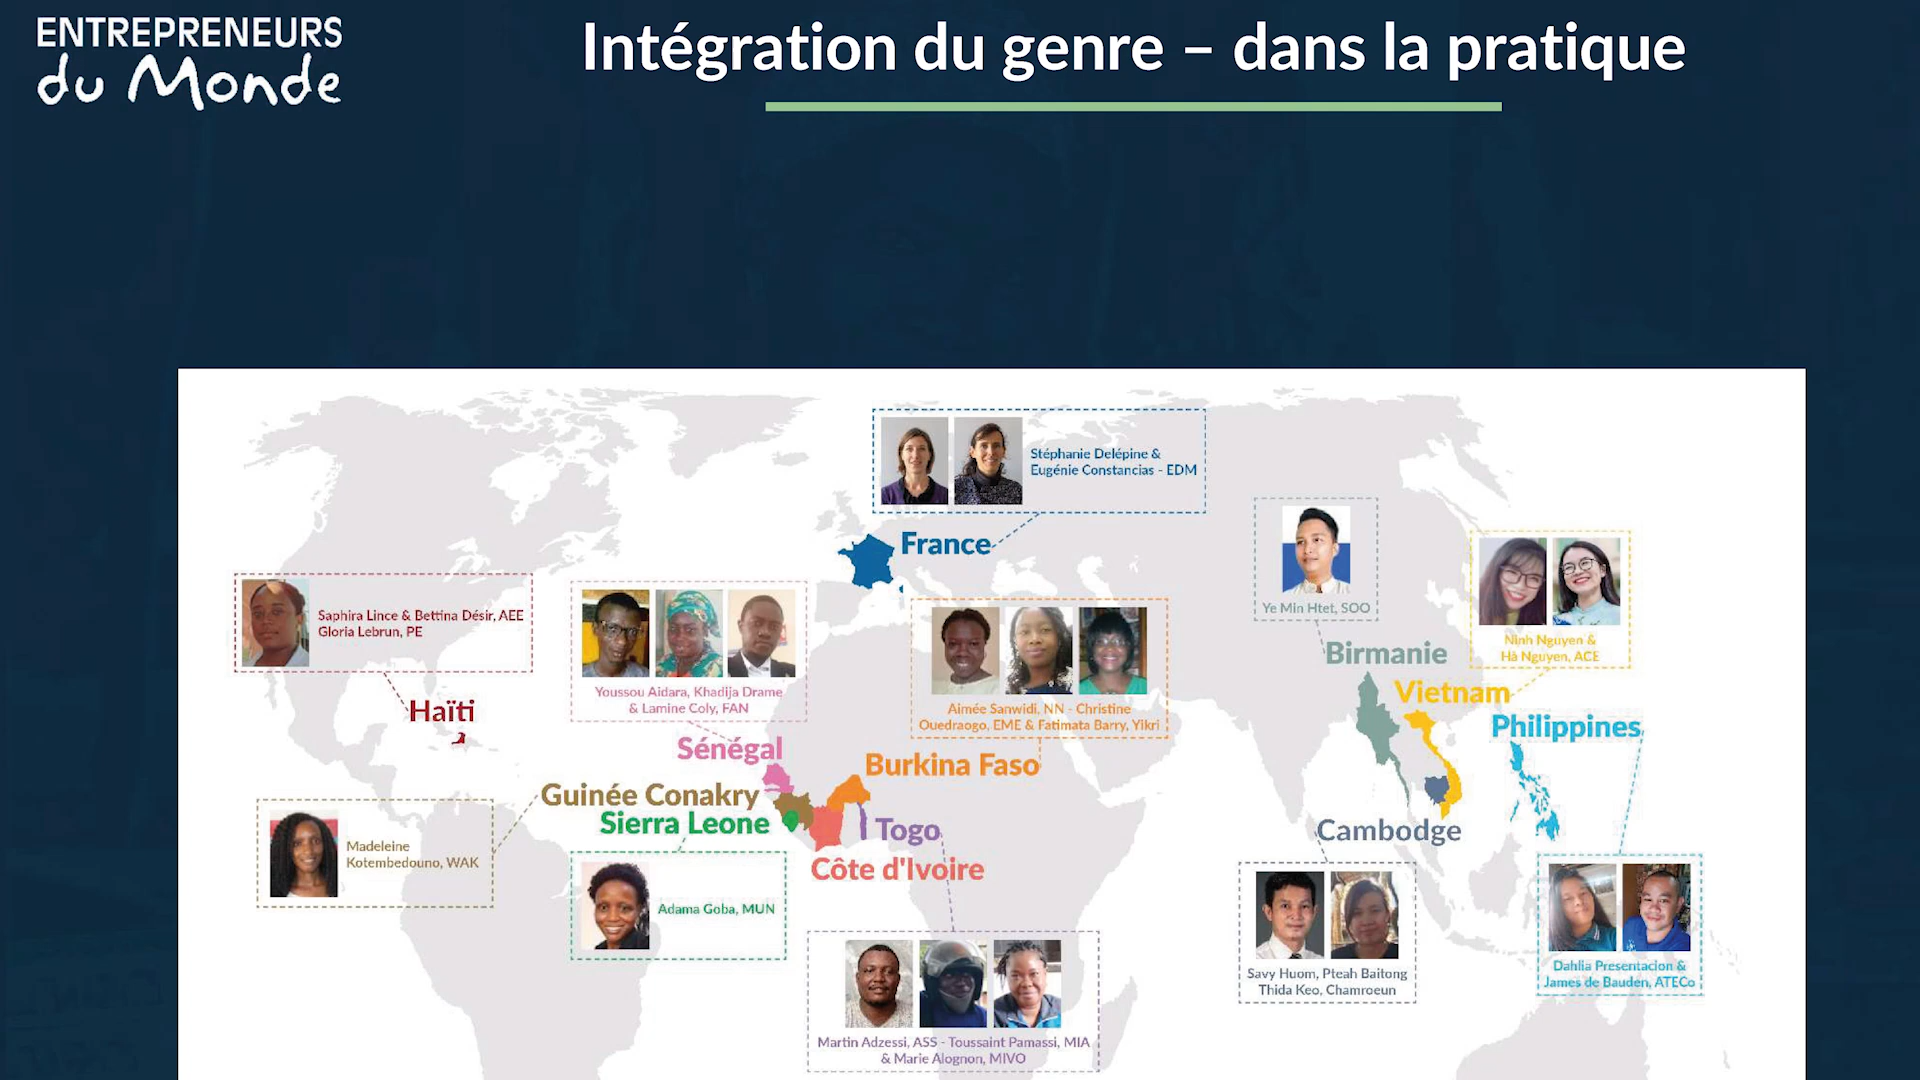 ENTREPRENEURS
du Monde
Intégration du genre – dans la pratique
Stéphanie Delépine &
Eugénie Constancias - EDM
France
Ye Min Htet, SOO
Birmanie
Ninh Nguyen &
Hà Nguyen, ACE
Vietnam
Philippines
Saphira Lince & Bettina Désir, AEE
Gloria Lebrun, PE
Haïti
Youssou Aidara, Khadija Drame
& Lamine Coly, FAN
Sénégal
Aimée Sanwidi, NN - Christine
Ouedraogo, EME & Fatimata Barry, Yikri
Burkina Faso
Guinée Conakry
Sierra Leone
Togo
Côte d'Ivoire
Cambodge
Madeleine
Kotembedouno, WAK
Adama Goba, MUN
Martin Adzessi, ASS - Toussaint Pamassi, MIA
& Marie Alognon, MIVO
Savy Huom, Pteah Baitong
Thida Keo, Chamroeun
Dahlia Presentacion &
James de Bauden, ATECo